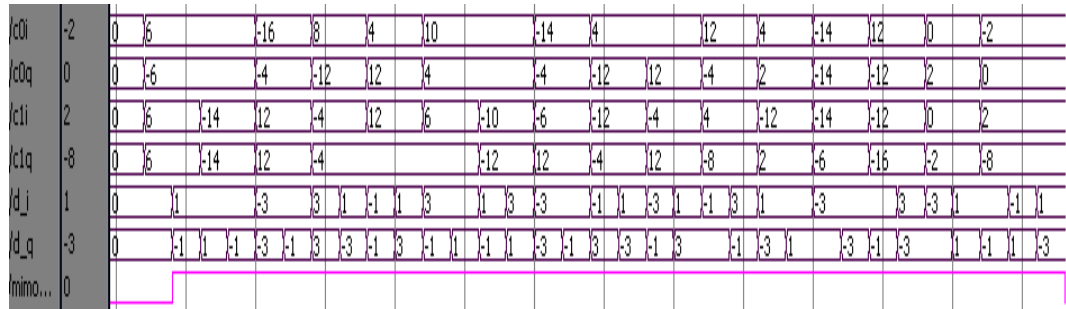 /c0i -2 0 6 -16 8 4 10 -14 4 12 4 -14 12 0 -2
/c0q 0 0 -6 -4 -12 12 4 -4 -12 12 -4 2 -14 -12 2 0
/c1i 2 0 6 -14 12 -4 12 6 -10 -6 -12 -4 4 -12 -14 -12 0 2
/c1q -8 0 6 -14 12 -4 -12 12 -4 12 -8 2 -6 -16 -2 -8
/d_i 1 0 1 -3 3 1 -1 1 3 1 3 -3 -1 1 -3 1 -1 3 1 -3 3 -3 1 -1 1
/d_q -3 0 -1 1 -1 -3 -1 3 -3 -1 3 -1 1 -1 1 -3 -1 3 -3 -1 3 -1 -3 1 -3 -1 -3 1 -1 1 -3
/mimo... 0